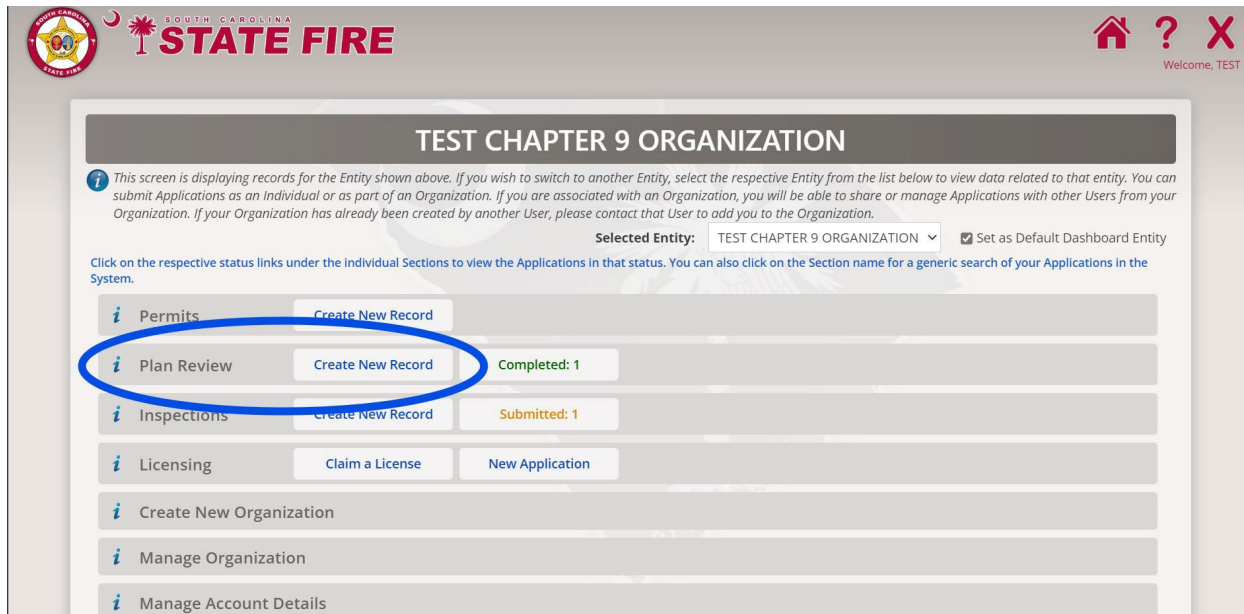 SOUTH CAROLINA
STATE FIRE
SOUTH CAROLINA
STATE FIRE
?
X
Welcome, TEST
TEST CHAPTER 9 ORGANIZATION
This screen is displaying records for the Entity shown above. If you wish to switch to another Entity, select the respective Entity from the list below to view data related to that entity. You can
submit Applications as an Individual or as part of an Organization. If you are associated with an Organization, you will be able to share or manage Applications with other Users from your
Organization. If your Organization has already been created by another User, please contact that User to add you to the Organization.
Selected Entity: TEST CHAPTER 9 ORGANIZATION Set as Default Dashboard Entity
Click on the respective status links under the individual Sections to view the Applications in that status. You can also click on the Section name for a generic search of your Applications in the
System.
i Permits Create New Record
i Plan Review Create New Record Completed: 1
i Inspections Create New Record Submitted: 1
i Licensing Claim a License New Application
i Create New Organization
i Manage Organization
i Manage Account Details